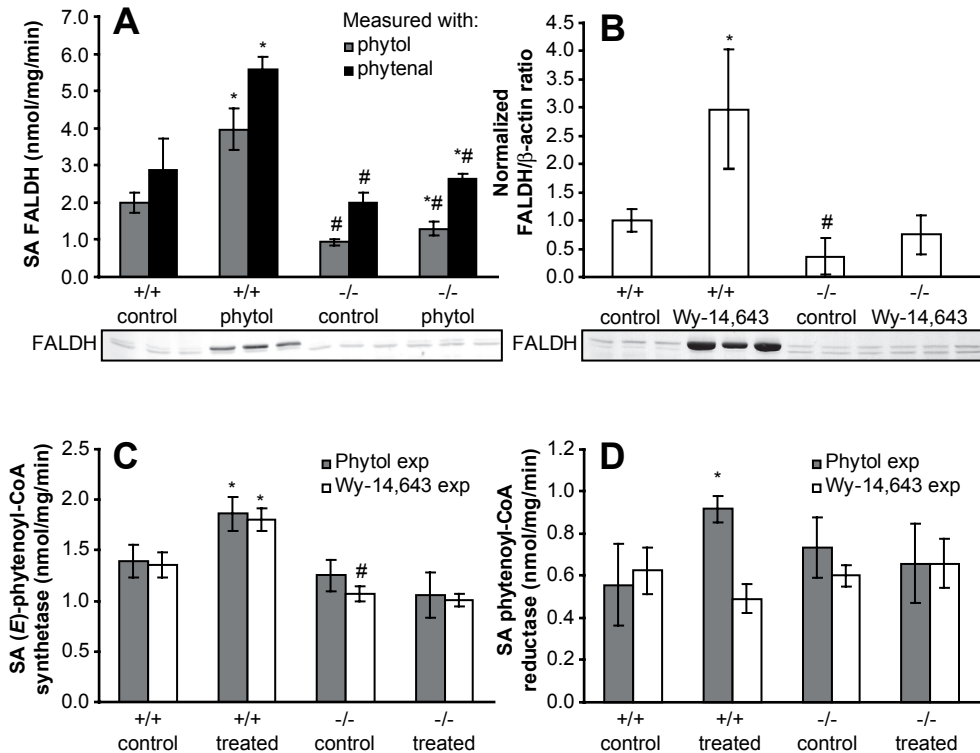 A
Measured with:
phytol
phytenal
SA FALDH (nmol/mg/min)
7.0
6.0
5.0
4.0
3.0
2.0
1.0
0.0
* * # # *# *#
+/+ +/+ -/- -/-
control phytol control phytol
FALDH
B
Normalized
FALDH/β-actin ratio
4.5
4.0
3.5
3.0
2.5
2.0
1.5
1.0
0.5
0.0
* #
+/+ +/+ -/- -/-
control Wy-14,643 control Wy-14,643
FALDH
C
Phytol exp
Wy-14,643 exp
SA (E)-phytenoyl-CoA
synthetase (nmol/mg/min)
2.5
2.0
1.5
1.0
0.5
0.0
* * #
+/+ +/+ -/- -/-
control treated control treated
D
Phytol exp
Wy-14,643 exp
SA phytenoyl-CoA
reductase (nmol/mg/min)
1.2
1.0
0.8
0.6
0.4
0.2
0.0
*
+/+ +/+ -/- -/-
control treated control treated